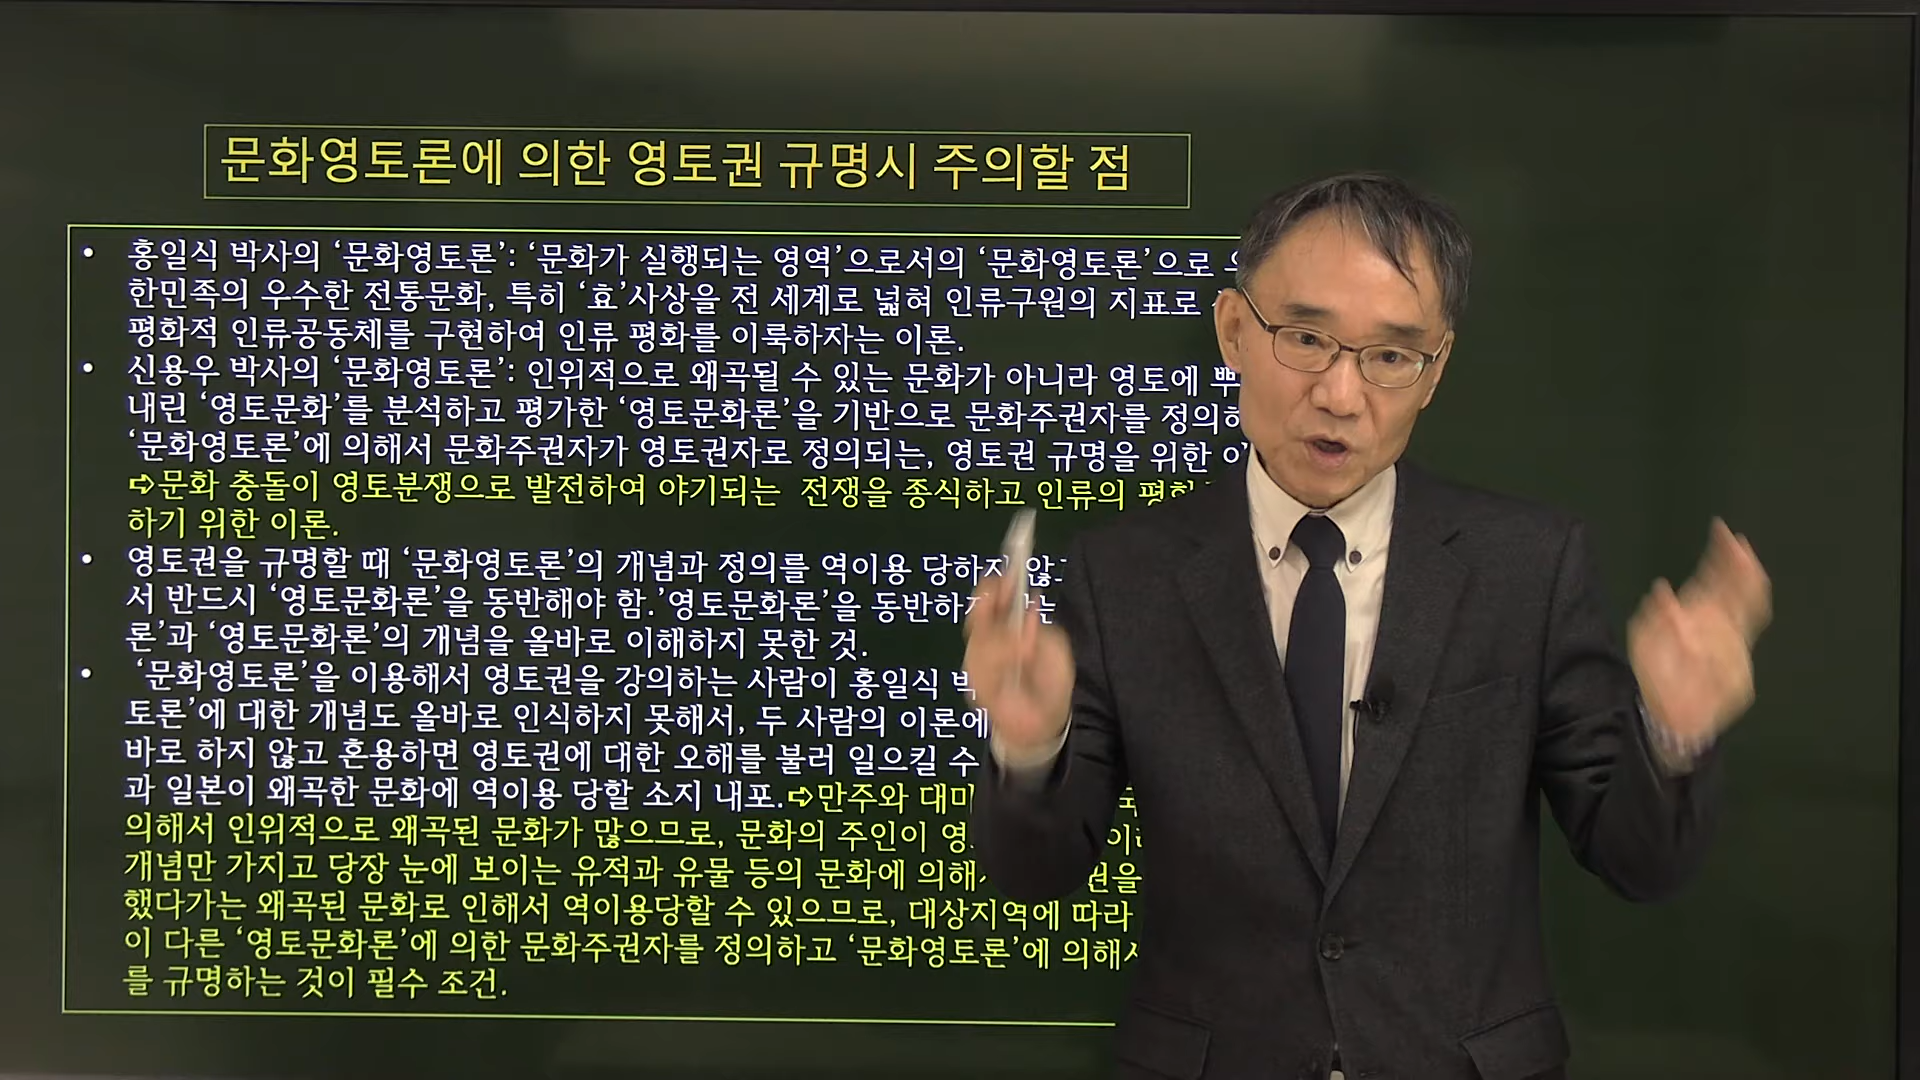 문화영토론에 의한 영토권 규명시 주의할 점
• 홍일식 박사의 ‘문화영토론’: ‘문화가 실행되는 영역’으로서의 ‘문화영토론’으로
한민족의 우수한 전통문화, 특히 ‘효’사상을 전 세계로 넓혀 인류구원의 지표로
평화적 인류공동체를 구현하여 인류 평화를 이룩하자는 이론.
• 신용우 박사의 ‘문화영토론’: 인위적으로 왜곡될 수 있는 문화가 아니라 영토에
내린 ‘영토문화’를 분석하고 평가한 ‘영토문화론’을 기반으로 문화주권자를
‘문화영토론’에 의해서 문화주권자가 영토권자로 정의되는, 영토권 규명을 위한
➩문화 충돌이 영토분쟁으로 발전하여 야기되는 전쟁을 종식하고 인류의
하기 위한 이론.
• 영토권을 규명할 때 ‘문화영토론’의 개념과 정의를 역이용 당하지
서 반드시 ‘영토문화론’을 동반해야 함.’영토문화론’을
론’과 ‘영토문화론’의 개념을 올바로 이해하지 못한 것.
• ‘문화영토론’을 이용해서 영토권을 강의하는 사람이 홍일식
토론’에 대한 개념도 올바로 인식하지 못해서, 두 사람의 이론에
바로 하지 않고 혼용하면 영토권에 대한 오해를 불러 일으킬 수
과 일본이 왜곡한 문화에 역이용 당할 소지 내포.➩만주와
의해서 인위적으로 왜곡된 문화가 많으므로, 문화의 주인이
개념만 가지고 당장 눈에 보이는 유적과 유물 등의 문화에
했다가는 왜곡된 문화로 인해서 역이용당할 수 있으므로, 대상지역에 따라
이 다른 ‘영토문화론’에 의한 문화주권자를 정의하고 ‘문화영토론’에
를 규명하는 것이 필수 조건.